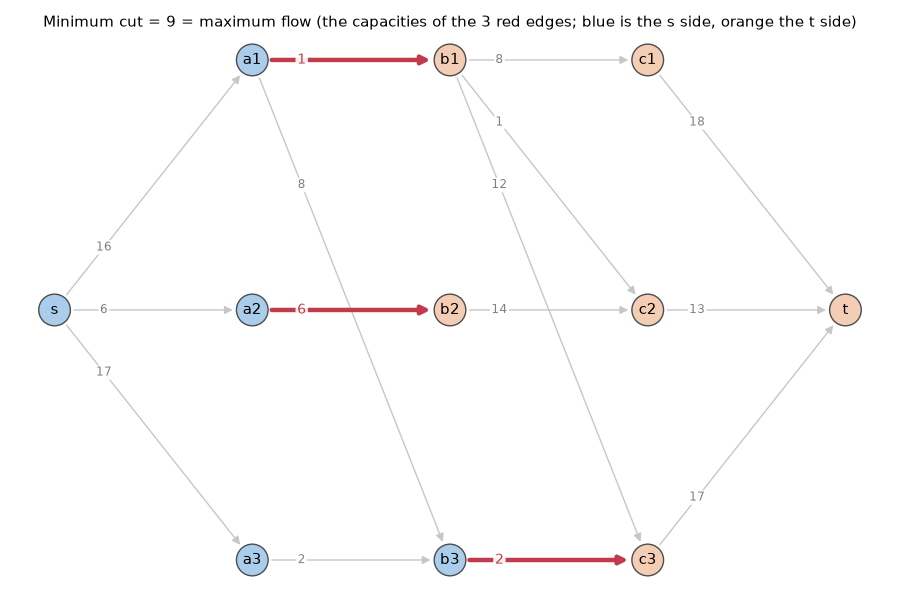 Minimum cut = 9 = maximum flow (the capacities of the 3 red edges; blue is the s side, orange the t side)
a1 1 b1 8 c1
1 18
8 12
16
s 6 a2 6 b2 14 c2 13 t
17
17
a3 2 b3 2 c3